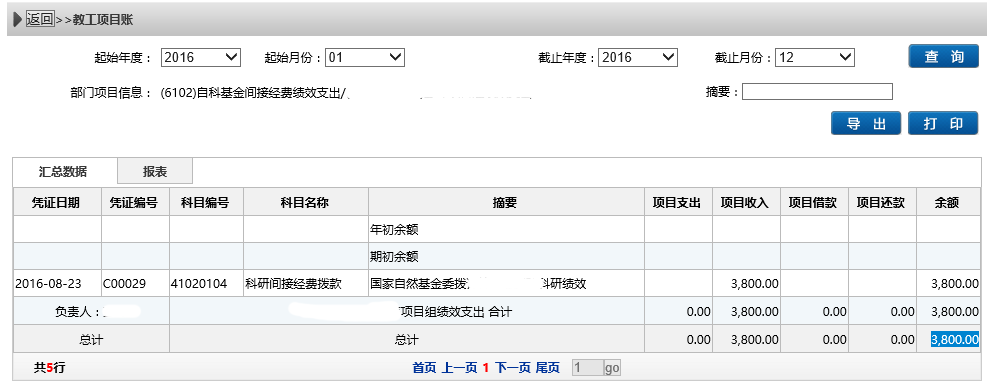 返回>>教工项目账
起始年度： 2016 起始月份： 01 截止年度： 2016 截止月份： 12 查 询
部门项目信息： (6102)自科基金间接经费绩效支出/ 摘要：
导 出 打 印
汇总数据 报表
凭证日期 凭证编号 科目编号 科目名称 摘要 项目支出 项目收入 项目借款 项目还款 余额
年初余额
期初余额
2016-08-23 C00029 41020104 科研间接经费拨款 国家自然基金委拨 科研绩效 3,800.00 3,800.00
负责人： 项目组绩效支出 合计 0.00 3,800.00 0.00 0.00 3,800.00
总计 总计 0.00 3,800.00 0.00 0.00 3,800.00
共5行 首页 上一页 1 下一页 尾页 1 go